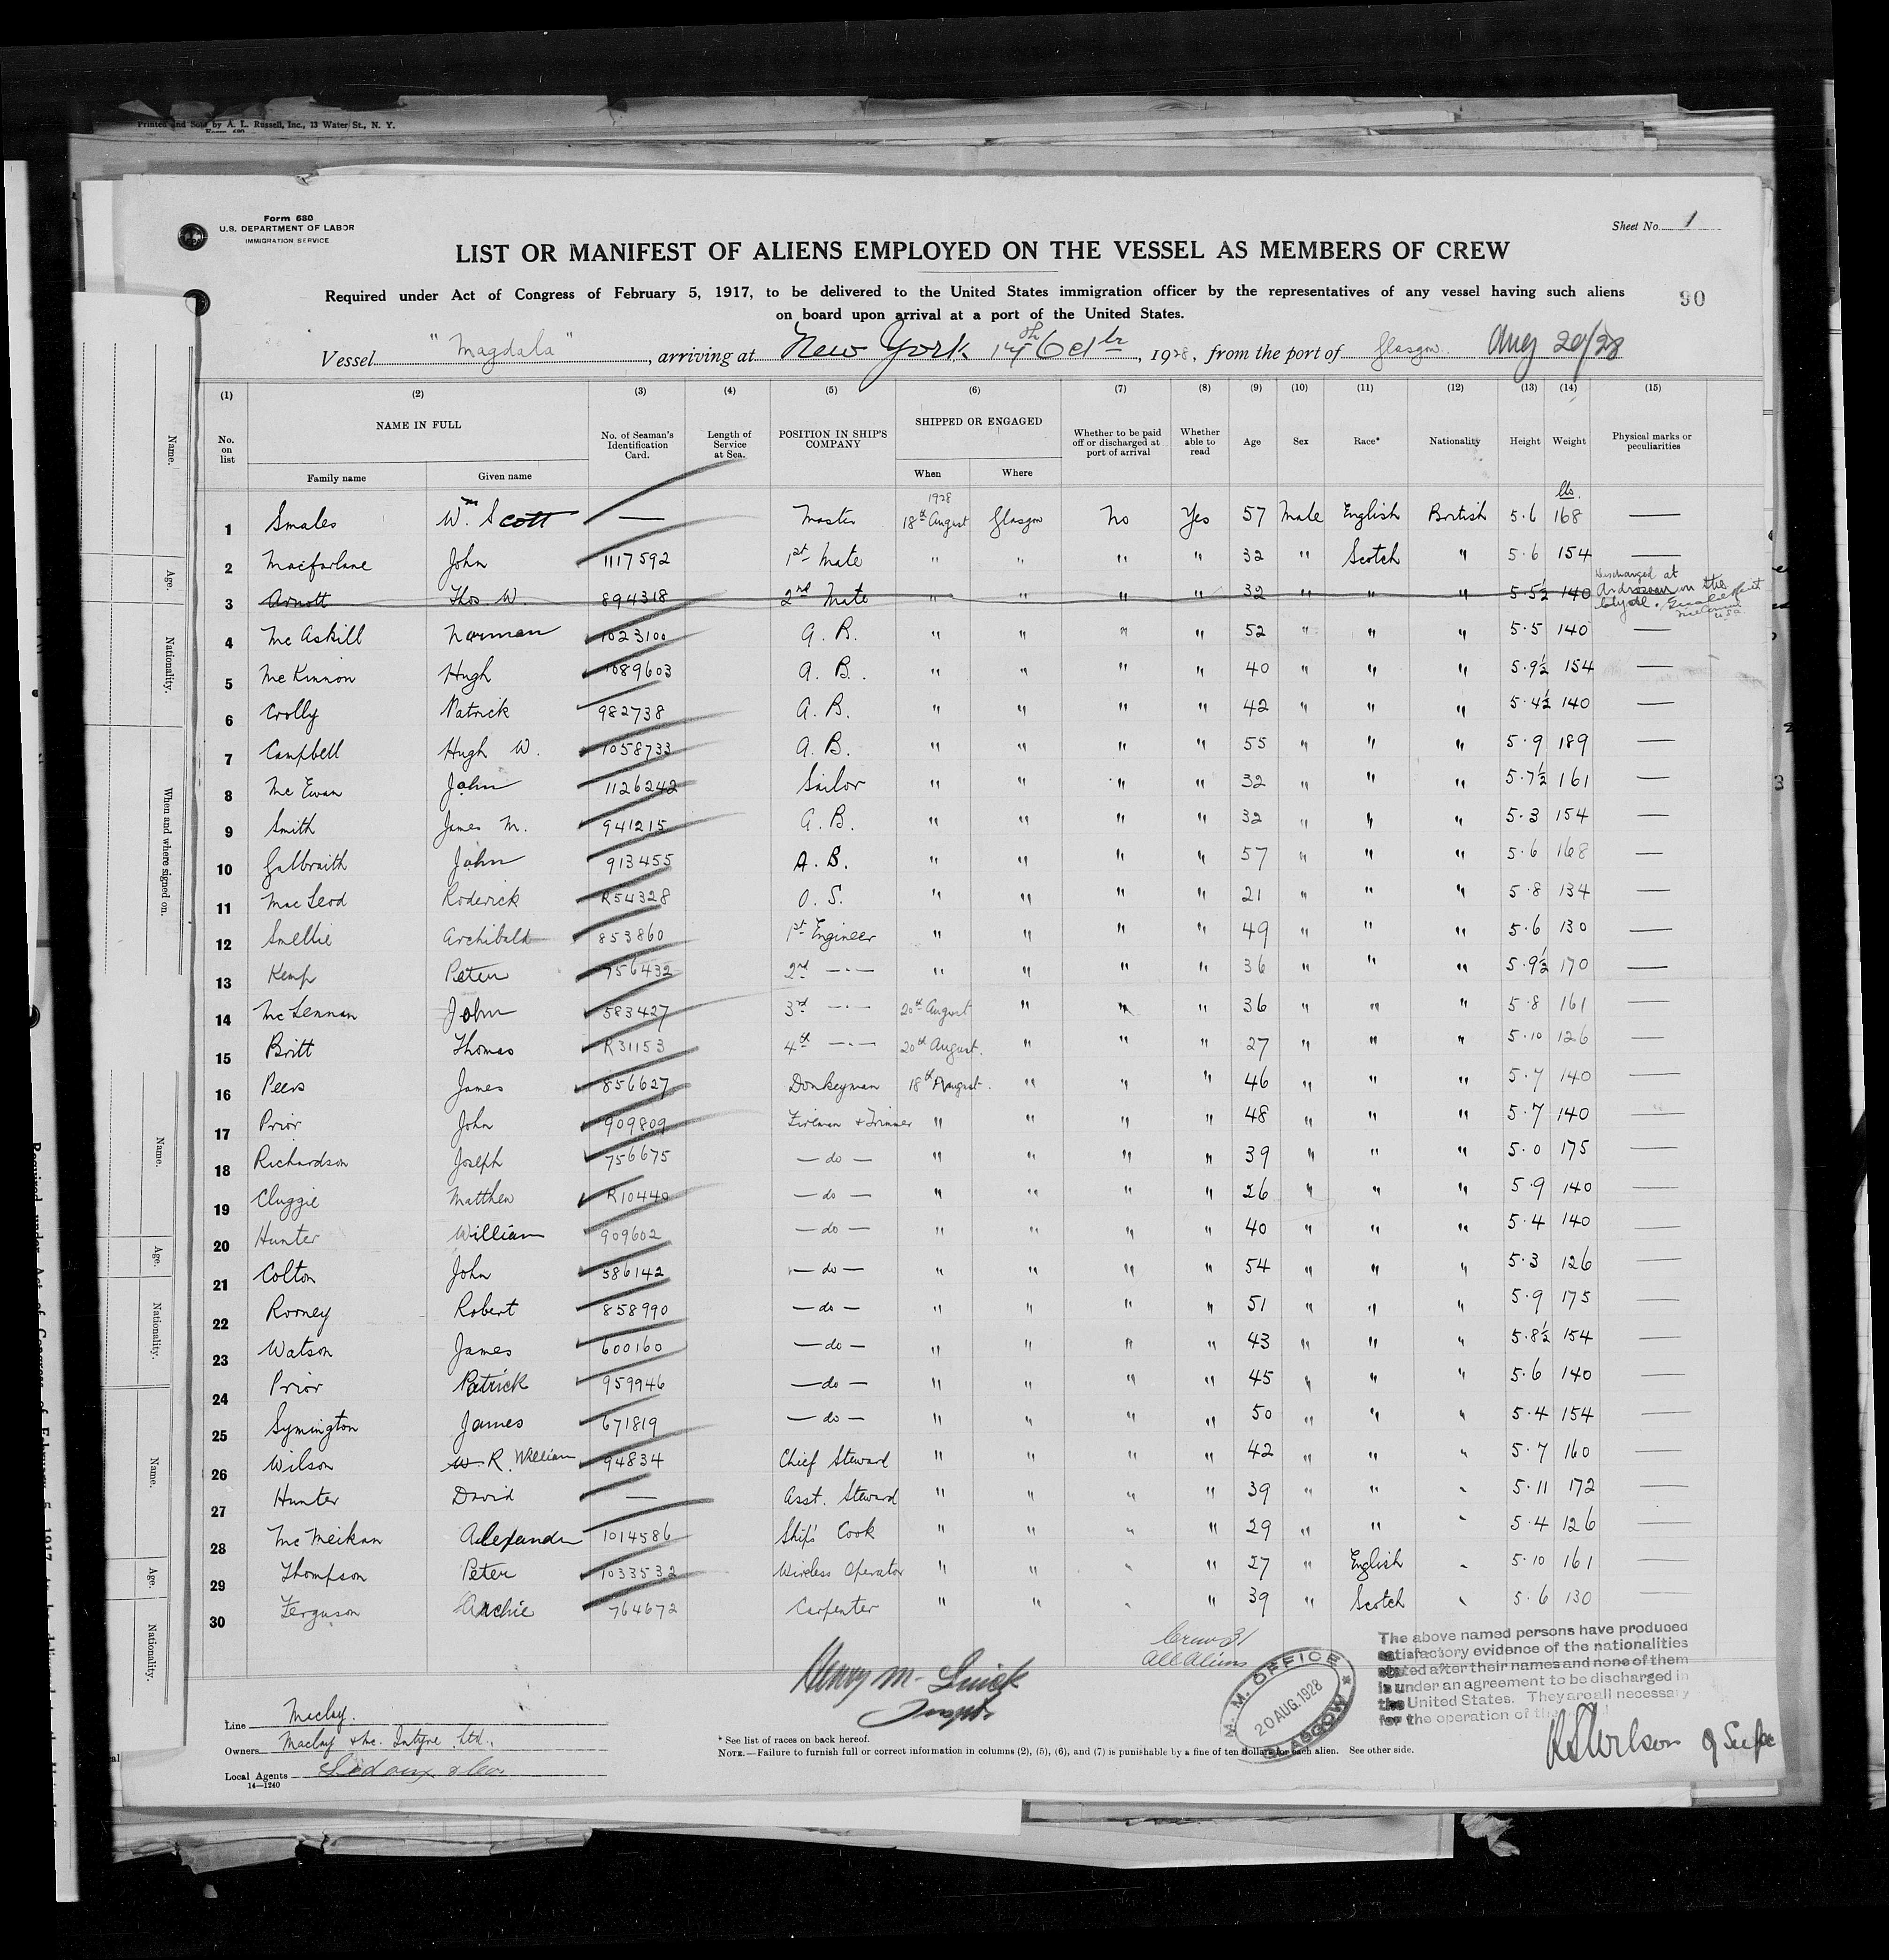 Printed and Sold by A. L. Russell, Inc., 13 Water St., N. Y.
Form 680
U.S. DEPARTMENT OF LABOR
IMMIGRATION SERVICE
Sheet No. 1
LIST OR MANIFEST OF ALIENS EMPLOYED ON THE VESSEL AS MEMBERS OF CREW
Required under Act of Congress of February 5, 1917, to be delivered to the United States immigration officer by the representatives of any vessel having such aliens
on board upon arrival at a port of the United States.
90
Vessel "Magdala", arriving at New York 14th Octbr, 1928, from the port of Glasgow. Aug 20/28
(1) (2) (3) (4) (5) (6) (7) (8) (9) (10) (11) (12) (13) (14) (15)
No. on list NAME IN FULL No. of Seaman's Identification Card. Length of Service at Sea. POSITION IN SHIP'S COMPANY SHIPPED OR ENGAGED Whether to be paid off or discharged at port of arrival Whether able to read Age Sex Race* Nationality Height Weight Physical marks or peculiarities
Family name Given name When Where
1928 lbs.
1 Smales Wm. Scott — Master 18th August Glasgow No Yes 57 Male English British 5·6 168 —
2 Macfarlane John 1117592 1st Mate " " " " 32 " Scotch " 5·6 154 —
3 Arnott Thos. W. 894318 2nd Mate " " " " 32 " " " 5·5½ 140 Discharged at Ardrossan on the Clyde.
4 McAskill Norman 1023100 A. B. " " " " 52 " " " 5·5 140 —
5 McKinnon Hugh 1089603 A. B. " " " " 40 " " " 5·9½ 154 —
6 Crolly Patrick 982738 A. B. " " " " 42 " " " 5·4½ 140 —
7 Campbell Hugh W. 1058733 A. B. " " " " 55 " " " 5·9 189 —
8 McEwan John 1126242 Sailor " " " " 32 " " " 5·7½ 161 —
9 Smith James M. 941215 A. B. " " " " 32 " " " 5·3 154 —
10 Galbraith John 913455 A. B. " " " " 57 " " " 5·6 168 —
11 MacLeod Roderick R54328 O. S. " " " " 21 " " " 5·8 134 —
12 Smellie Archibald 853860 1st Engineer " " " " 49 " " " 5·6 130 —
13 Kemp Peter 756432 2nd —·— " " " " 36 " " " 5·9½ 170 —
14 McLennan John 583427 3rd —·— 20th August " " " 36 " " " 5·8 161 —
15 Britt Thomas R31153 4th —·— 20th August. " " " 27 " " " 5·10 126 —
16 Peers James 856627 Donkeyman 18th August. " " " 46 " " " 5·7 140 —
17 Prior John 909809 Fireman & Trimmer " " " " 48 " " " 5·7 140 —
18 Richardson Joseph 756675 — do — " " " " 39 " " " 5·0 175 —
19 Cluggie Matthew R10440 — do — " " " " 26 " " " 5·9 140 —
20 Hunter William 909602 — do — " " " " 40 " " " 5·4 140 —
21 Colton John 586142 — do — " " " " 54 " " " 5·3 126 —
22 Rooney Robert 858990 — do — " " " " 51 " " " 5·9 175 —
23 Watson James 600160 — do — " " " " 43 " " " 5·8½ 154 —
24 Prior Patrick 959946 — do — " " " " 45 " " " 5·6 140 —
25 Symington James 671819 — do — " " " " 50 " " " 5·4 154 —
26 Wilson W. R. William 94834 Chief Steward " " " " 42 " " " 5·7 160 —
27 Hunter David — Asst. Steward " " " " 39 " " " 5·11 172 —
28 McMeikan Alexander 1014586 Ship's Cook " " " " 29 " " " 5·4 126 —
29 Thompson Peter 1033532 Wireless Operator " " " " 27 " English " 5·10 161 —
30 Ferguson Archie 764672 Carpenter " " " " 39 " Scotch " 5·6 130 —
Crew 31
All Aliens
Henry M.
Inspt.
M. M. OFFICE
20 AUG. 1928
GLASGOW
The above named persons have produced
satisfactory evidence of the nationalities
stated after their names and none of them
is under an agreement to be discharged in
the United States. They are all necessary
for the operation of the
Line Maclay.
Owners Maclay & Mc. Intyre Ltd.,
Local Agents
14—1240
* See list of races on back hereof.
NOTE.—Failure to furnish full or correct information in columns (2), (5), (6), and (7) is punishable by a fine of ten dollars for each alien. See other side.
Name.
Age.
Nationality.
When and where signed on.
Name.
Age.
Nationality.
Name.
Age.
Nationality.